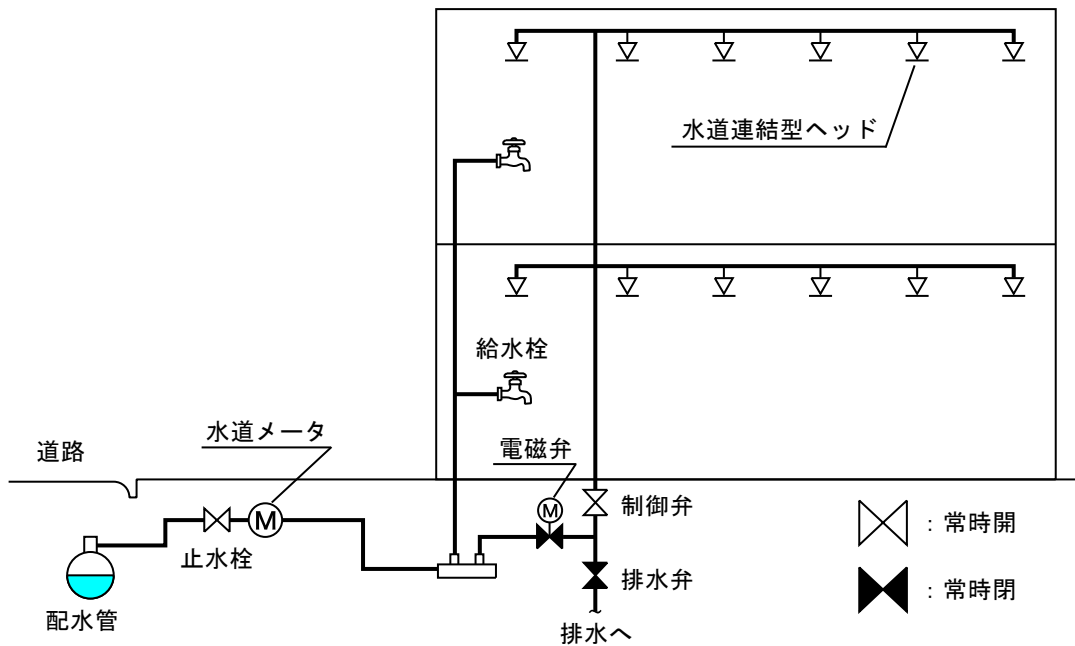 水道連結型ヘッド
給水栓
水道メータ
道路
電磁弁
M
制御弁
：常時開
M
止水栓
排水弁
：常時閉
配水管
排水へ